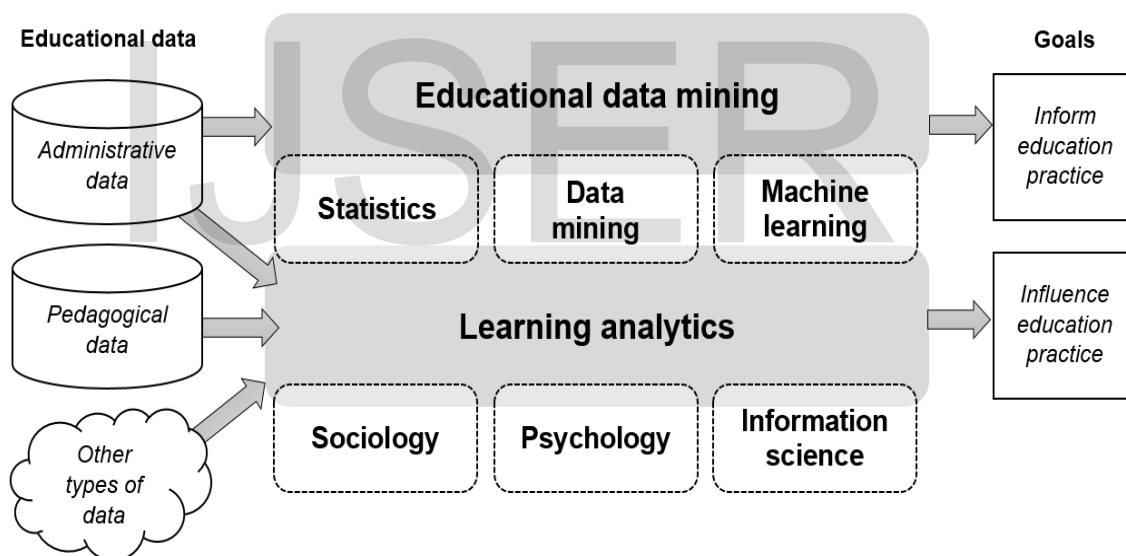 IJSER
Educational data
Administrative
data
Pedagogical
data
Other
types of
data
Educational data mining
Statistics
Data
mining
Machine
learning
Learning analytics
Sociology
Psychology
Information
science
Goals
Inform
education
practice
Influence
education
practice